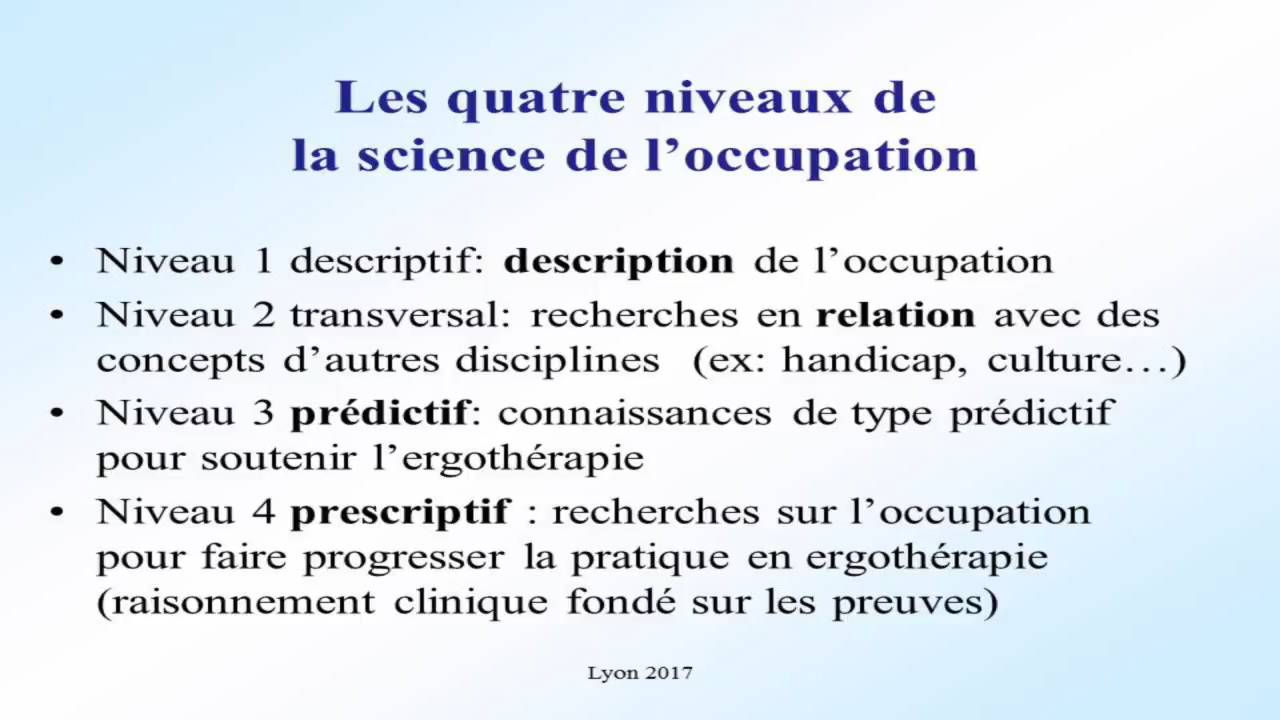 Les quatre niveaux de
la science de l’occupation
• Niveau 1 descriptif: description de l’occupation
• Niveau 2 transversal: recherches en relation avec des
concepts d’autres disciplines (ex: handicap, culture…)
• Niveau 3 prédictif: connaissances de type prédictif
pour soutenir l’ergothérapie
• Niveau 4 prescriptif : recherches sur l’occupation
pour faire progresser la pratique en ergothérapie
(raisonnement clinique fondé sur les preuves)
Lyon 2017